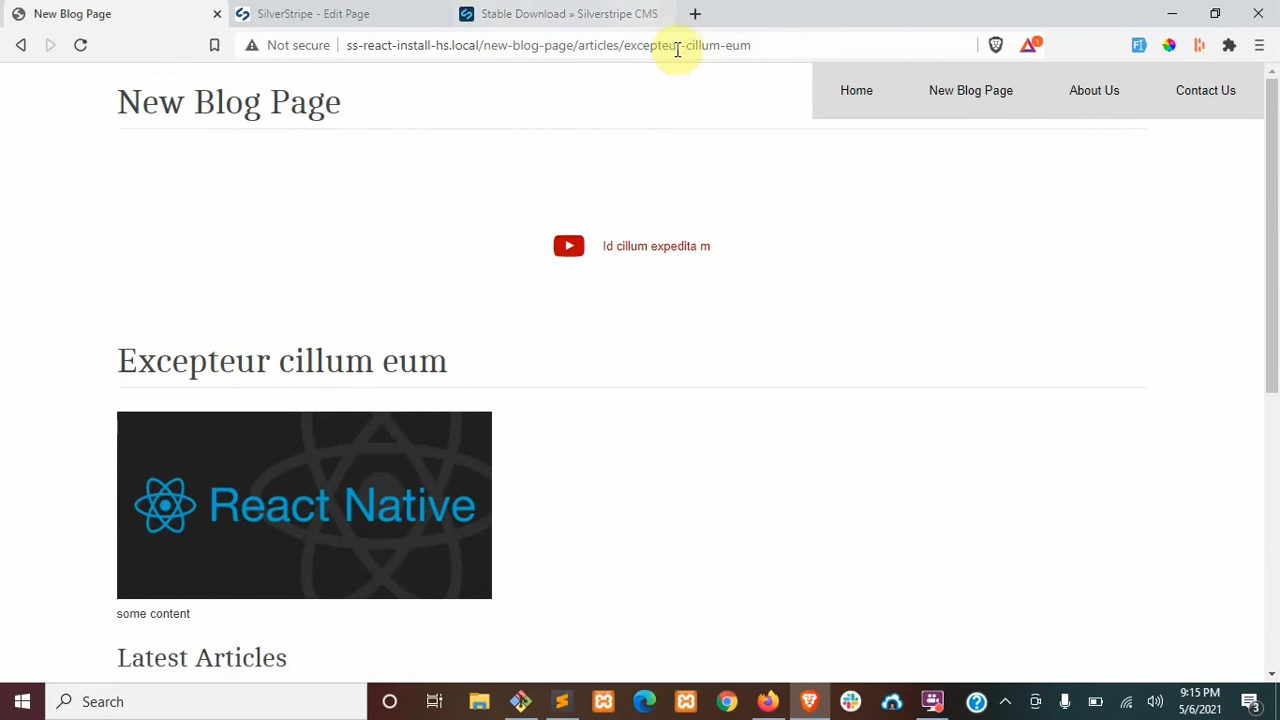 New Blog Page
SilverStripe - Edit Page
Stable Download » Silverstripe CMS
Not secure
ss-react-install-hs.local/new-blog-page/articles/excepteur-cillum-eum
1
New Blog Page
Home
New Blog Page
About Us
Contact Us
Id cillum expedita m
Excepteur cillum eum
React Native
some content
Latest Articles
Search
9:15 PM
5/6/2021
3